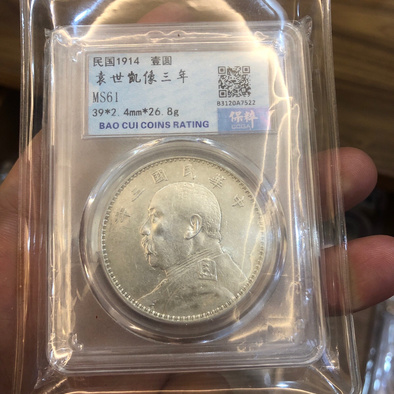 民国1914 壹圆
袁世凯像三年
MS61
39*2.4mm*26.8g
B3120A7522
BAO CUI COINS RATING
保粹
年三國民華中